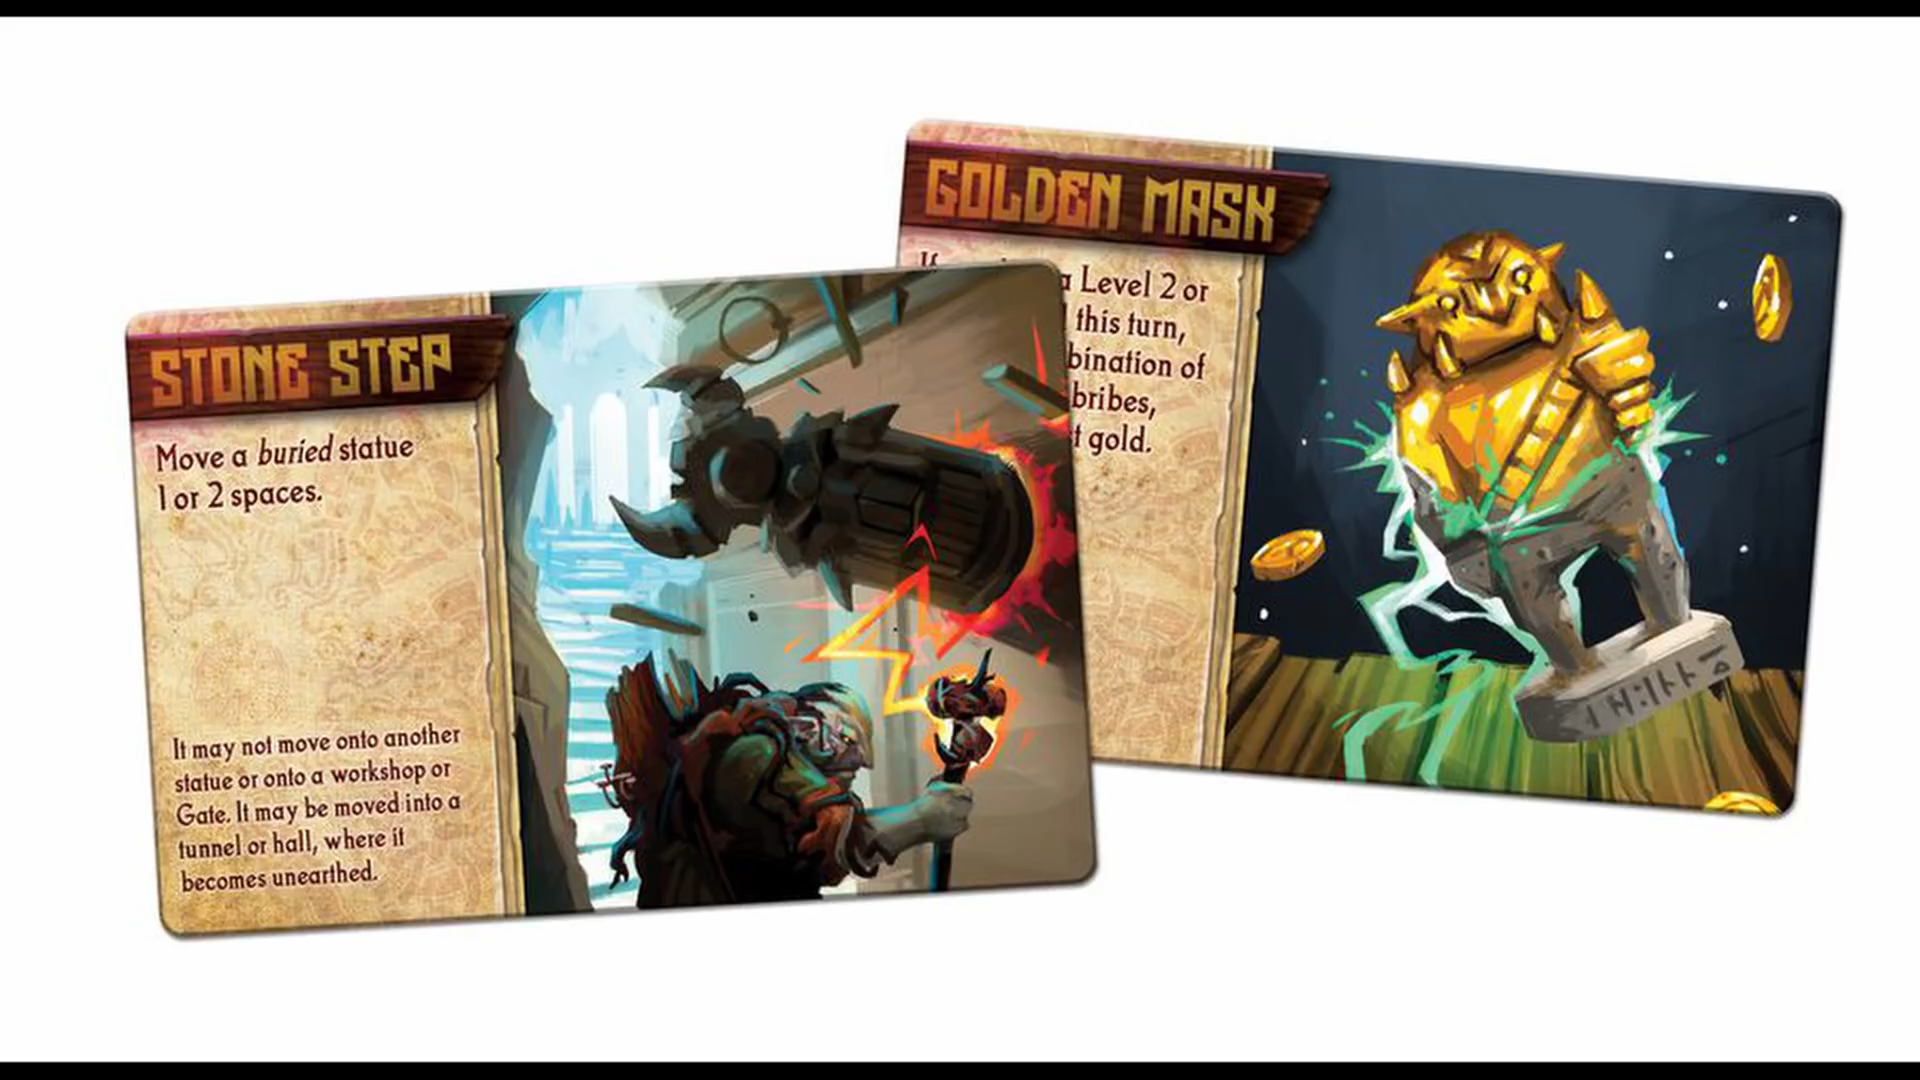 STONE STEP
Move a buried statue
1 or 2 spaces.
It may not move onto another
statue or onto a workshop or
Gate. It may be moved into a
tunnel or hall, where it
becomes unearthed.
GOLDEN MASK
If a Level 2 or
this turn,
of
bribes,
gold.